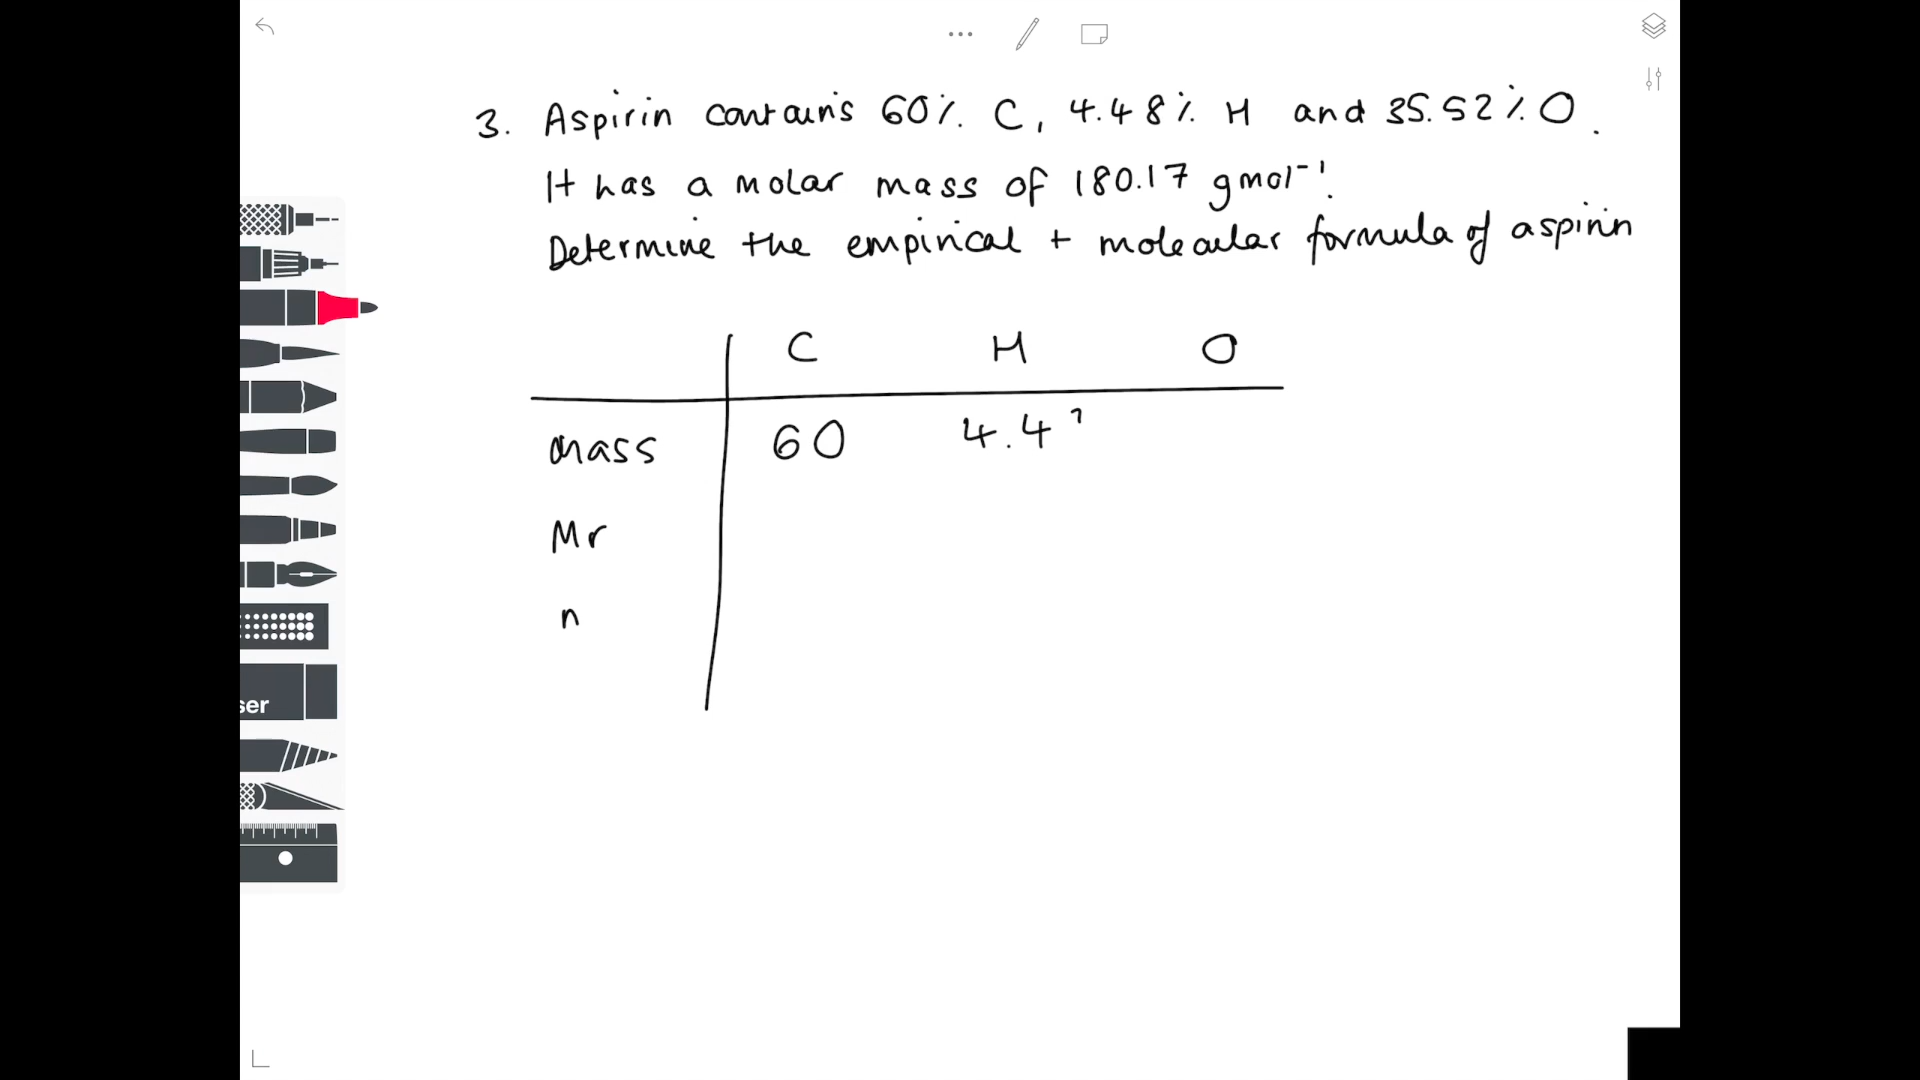 3. Aspirin contains 60% C, 4.48% H and 35.52% O.
It has a molar mass of 180.17 gmol⁻¹.
Determine the empirical + molecular formula of aspirin
C H O
mass 60 4.4
Mr
n
ser